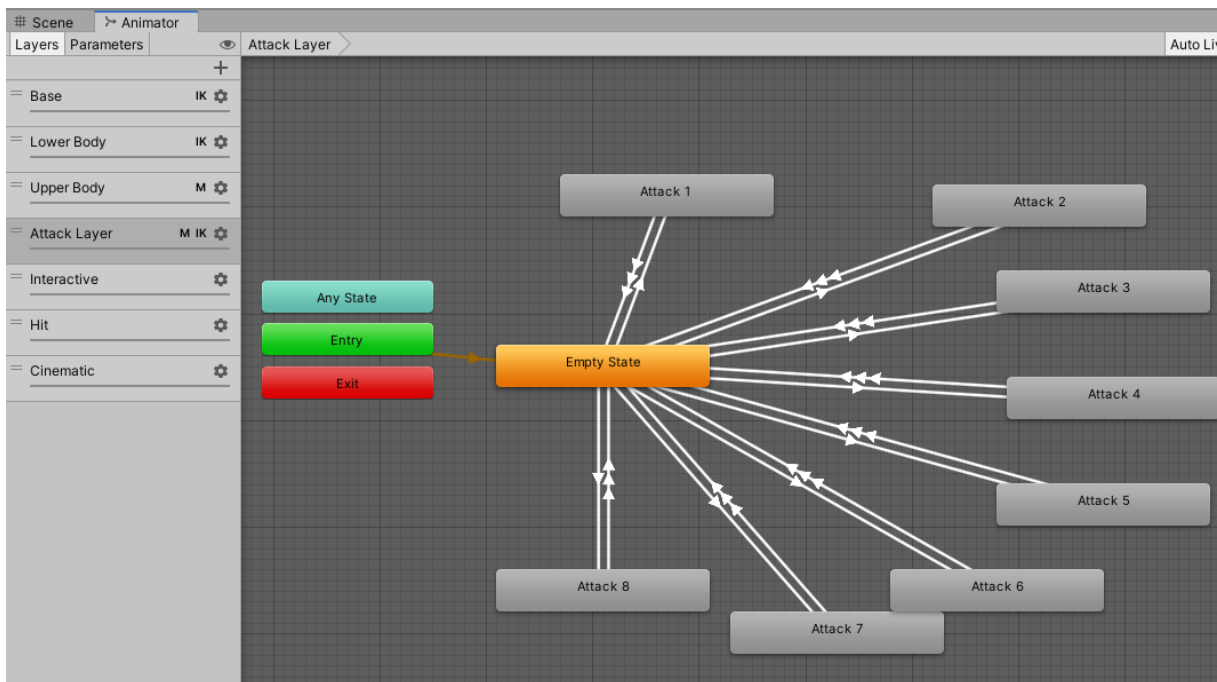 Scene Animator
Layers Parameters Attack Layer Auto Liv
Base IK
Lower Body IK
Upper Body M
Attack Layer M IK
Interactive
Hit
Cinematic
Attack 1
Attack 2
Attack 3
Any State
Entry
Exit
Empty State
Attack 4
Attack 5
Attack 6
Attack 7
Attack 8